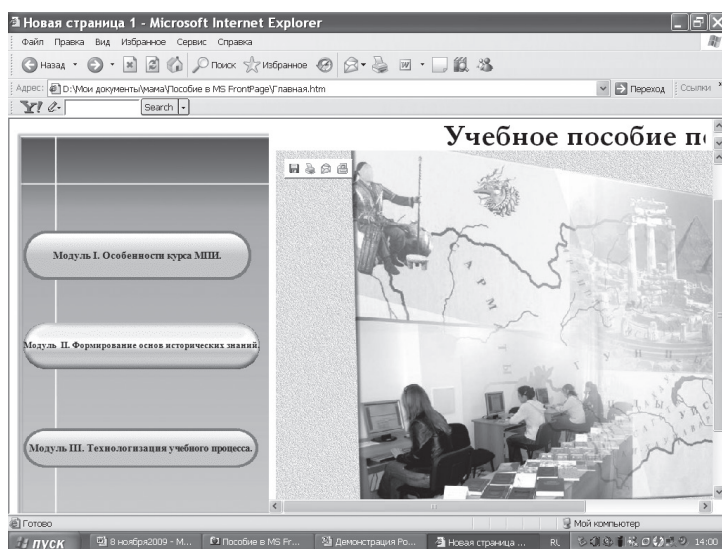 Новая страница 1 - Microsoft Internet Explorer
Файл Правка Вид Избранное Сервис Справка
Назад Поиск Избранное
Адрес: D:\Мои документы\мама\Пособие в MS FrontPage\Главная.htm Переход Ссылки
Y! Search
Учебное пособие по
Модуль I. Особенности курса МПИ.
Модуль II. Формирование основ исторических знаний.
Модуль III. Технологизация учебного процесса.
А Р М
Готово Мой компьютер
пуск 8 ноября2009 - M... Пособие в MS Fr... Демонстрация Po... Новая страница ... RU 14:00